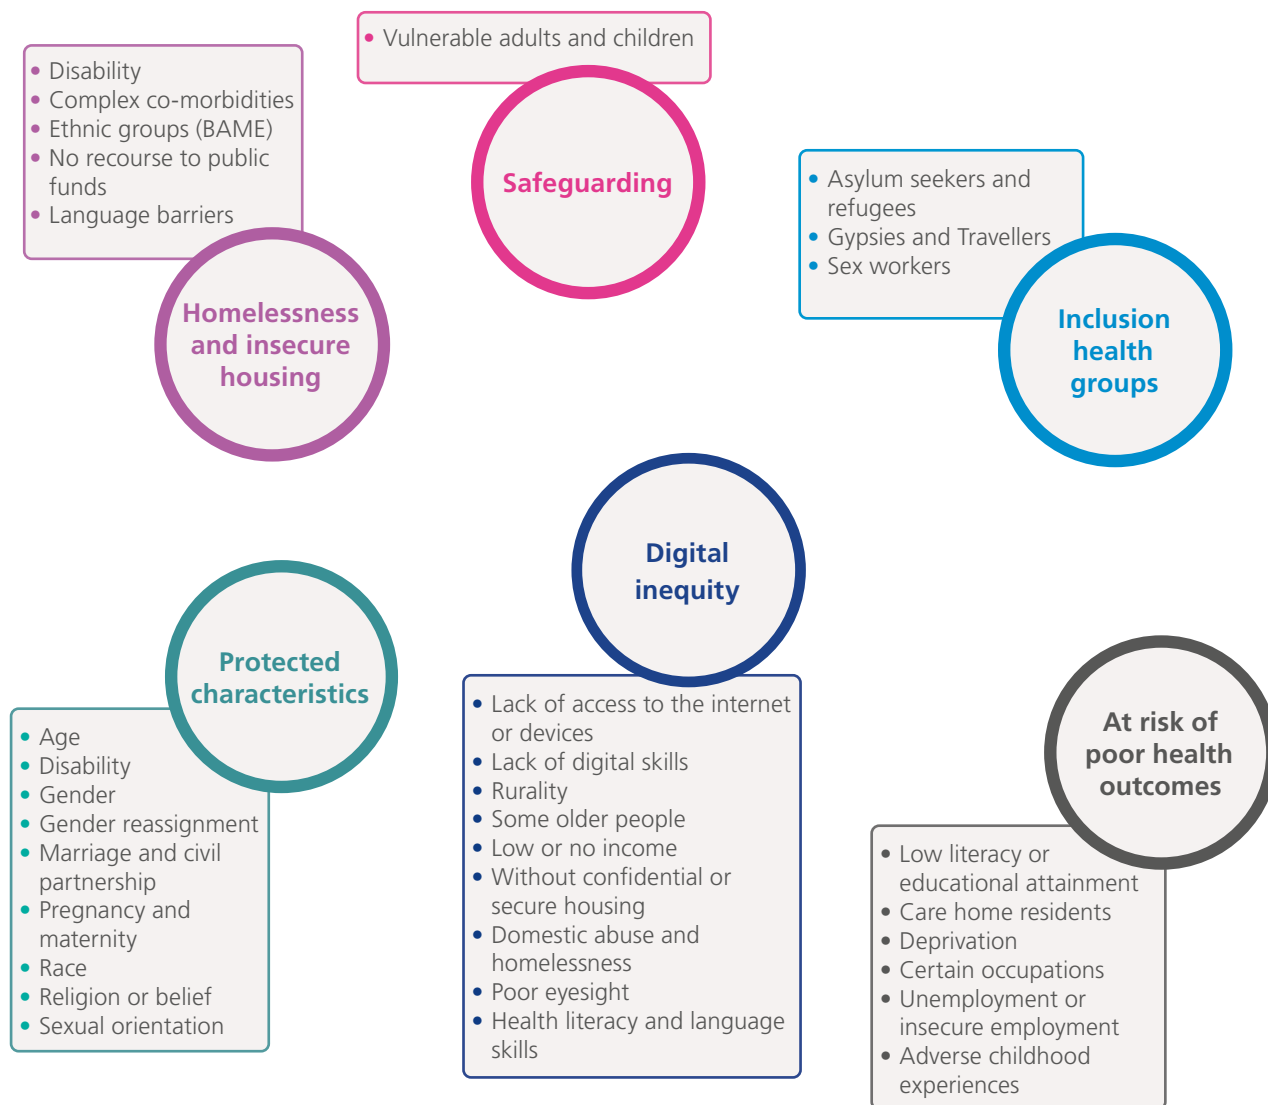 • Vulnerable adults and children
Safeguarding
• Disability
• Complex co-morbidities
• Ethnic groups (BAME)
• No recourse to public
funds
• Language barriers
Homelessness
and insecure
housing
• Asylum seekers and
refugees
• Gypsies and Travellers
• Sex workers
Inclusion
health
groups
Protected
characteristics
• Age
• Disability
• Gender
• Gender reassignment
• Marriage and civil
partnership
• Pregnancy and
maternity
• Race
• Religion or belief
• Sexual orientation
Digital
inequity
• Lack of access to the internet
or devices
• Lack of digital skills
• Rurality
• Some older people
• Low or no income
• Without confidential or
secure housing
• Domestic abuse and
homelessness
• Poor eyesight
• Health literacy and language
skills
At risk of
poor health
outcomes
• Low literacy or
educational attainment
• Care home residents
• Deprivation
• Certain occupations
• Unemployment or
insecure employment
• Adverse childhood
experiences